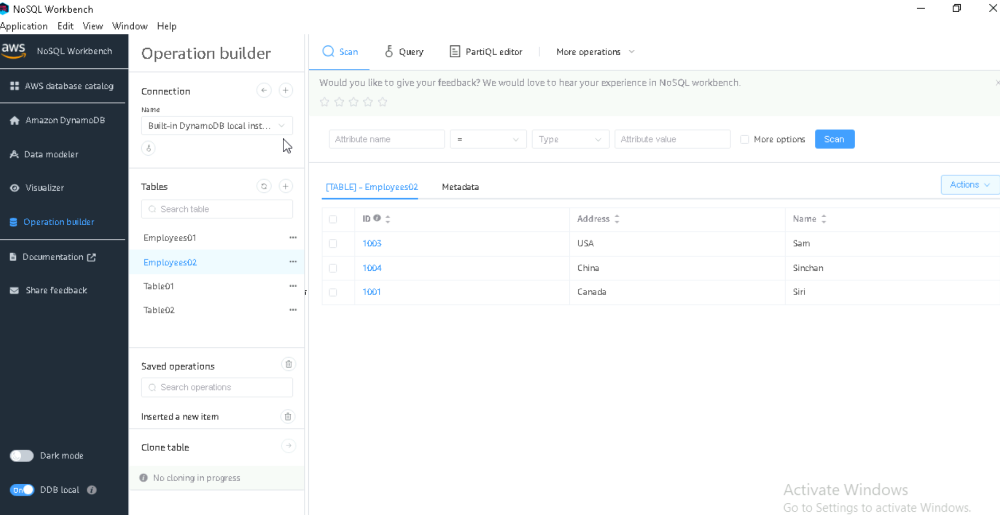 NoSQL Workbench
Application Edit View Window Help
aws NoSQL Workbench
AWS database catalog
Amazon DynamoDB
Data modeler
Visualizer
Operation builder
Documentation
Share feedback
Dark mode
On DDB local
Operation builder
Connection
Name
Built-in DynamoDB local inst...
Tables
Search table
Employees01
Employees02
Table01
Table02
Saved operations
Search operations
Inserted a new item
Clone table
No cloning in progress
Scan Query PartiQL editor More operations
Would you like to give your feedback? We would love to hear your experience in NoSQL workbench.
Attribute name = Type Attribute value More options Scan
[TABLE] - Employees02 Metadata Actions
ID Address Name
1003 USA Sam
1004 China Sinchan
1001 Canada Siri
Activate Windows
Go to Settings to activate Windows.